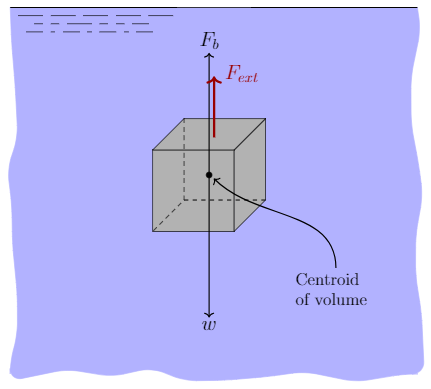 F_b
F_ext
Centroid
of volume
w